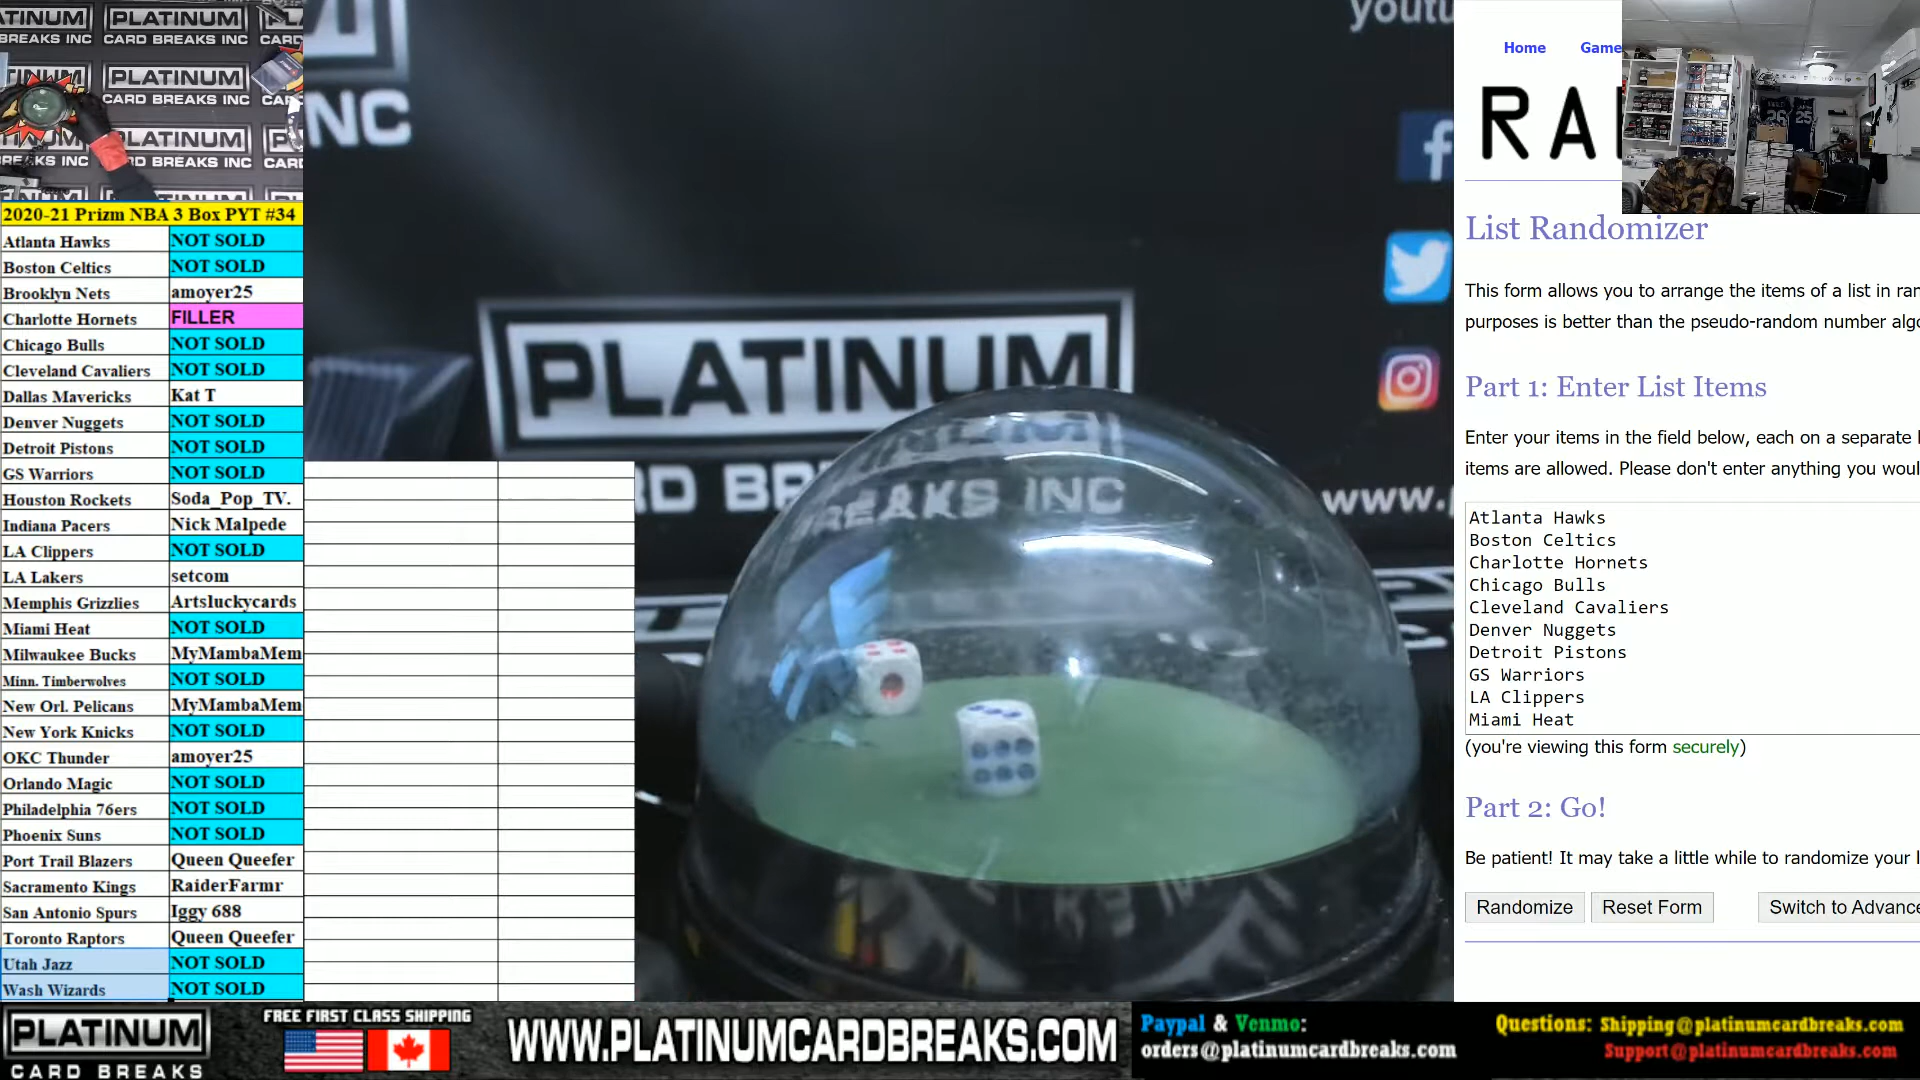 PLATINUM
CARD BREAKS INC
2020-21 Prizm NBA 3 Box PYT #34
Atlanta Hawks NOT SOLD
Boston Celtics NOT SOLD
Brooklyn Nets amoyer25
Charlotte Hornets FILLER
Chicago Bulls NOT SOLD
Cleveland Cavaliers NOT SOLD
Dallas Mavericks Kat T
Denver Nuggets NOT SOLD
Detroit Pistons NOT SOLD
GS Warriors NOT SOLD
Houston Rockets Soda_Pop_TV.
Indiana Pacers Nick Malpede
LA Clippers NOT SOLD
LA Lakers setcom
Memphis Grizzlies Artsluckycards
Miami Heat NOT SOLD
Milwaukee Bucks MyMambaMem
Minn. Timberwolves NOT SOLD
New Orl. Pelicans MyMambaMem
New York Knicks NOT SOLD
OKC Thunder amoyer25
Orlando Magic NOT SOLD
Philadelphia 76ers NOT SOLD
Phoenix Suns NOT SOLD
Port Trail Blazers Queen Queefer
Sacramento Kings RaiderFarmr
San Antonio Spurs Iggy 688
Toronto Raptors Queen Queefer
Utah Jazz NOT SOLD
Wash Wizards NOT SOLD
NC
youtu
PLATINUM
RD BREAKS INC
www.p
Home Game
RA
List Randomizer
This form allows you to arrange the items of a list in ran
purposes is better than the pseudo-random number algo
Part 1: Enter List Items
Enter your items in the field below, each on a separate l
items are allowed. Please don't enter anything you woul
Atlanta Hawks
Boston Celtics
Charlotte Hornets
Chicago Bulls
Cleveland Cavaliers
Denver Nuggets
Detroit Pistons
GS Warriors
LA Clippers
Miami Heat
(you're viewing this form securely)
Part 2: Go!
Be patient! It may take a little while to randomize your l
Randomize Reset Form Switch to Advance
PLATINUM
CARD BREAKS
FREE FIRST CLASS SHIPPING
WWW.PLATINUMCARDBREAKS.COM
Paypal & Venmo:
orders@platinumcardbreaks.com
Questions: Shipping@platinumcardbreaks.com
Support@platinumcardbreaks.com